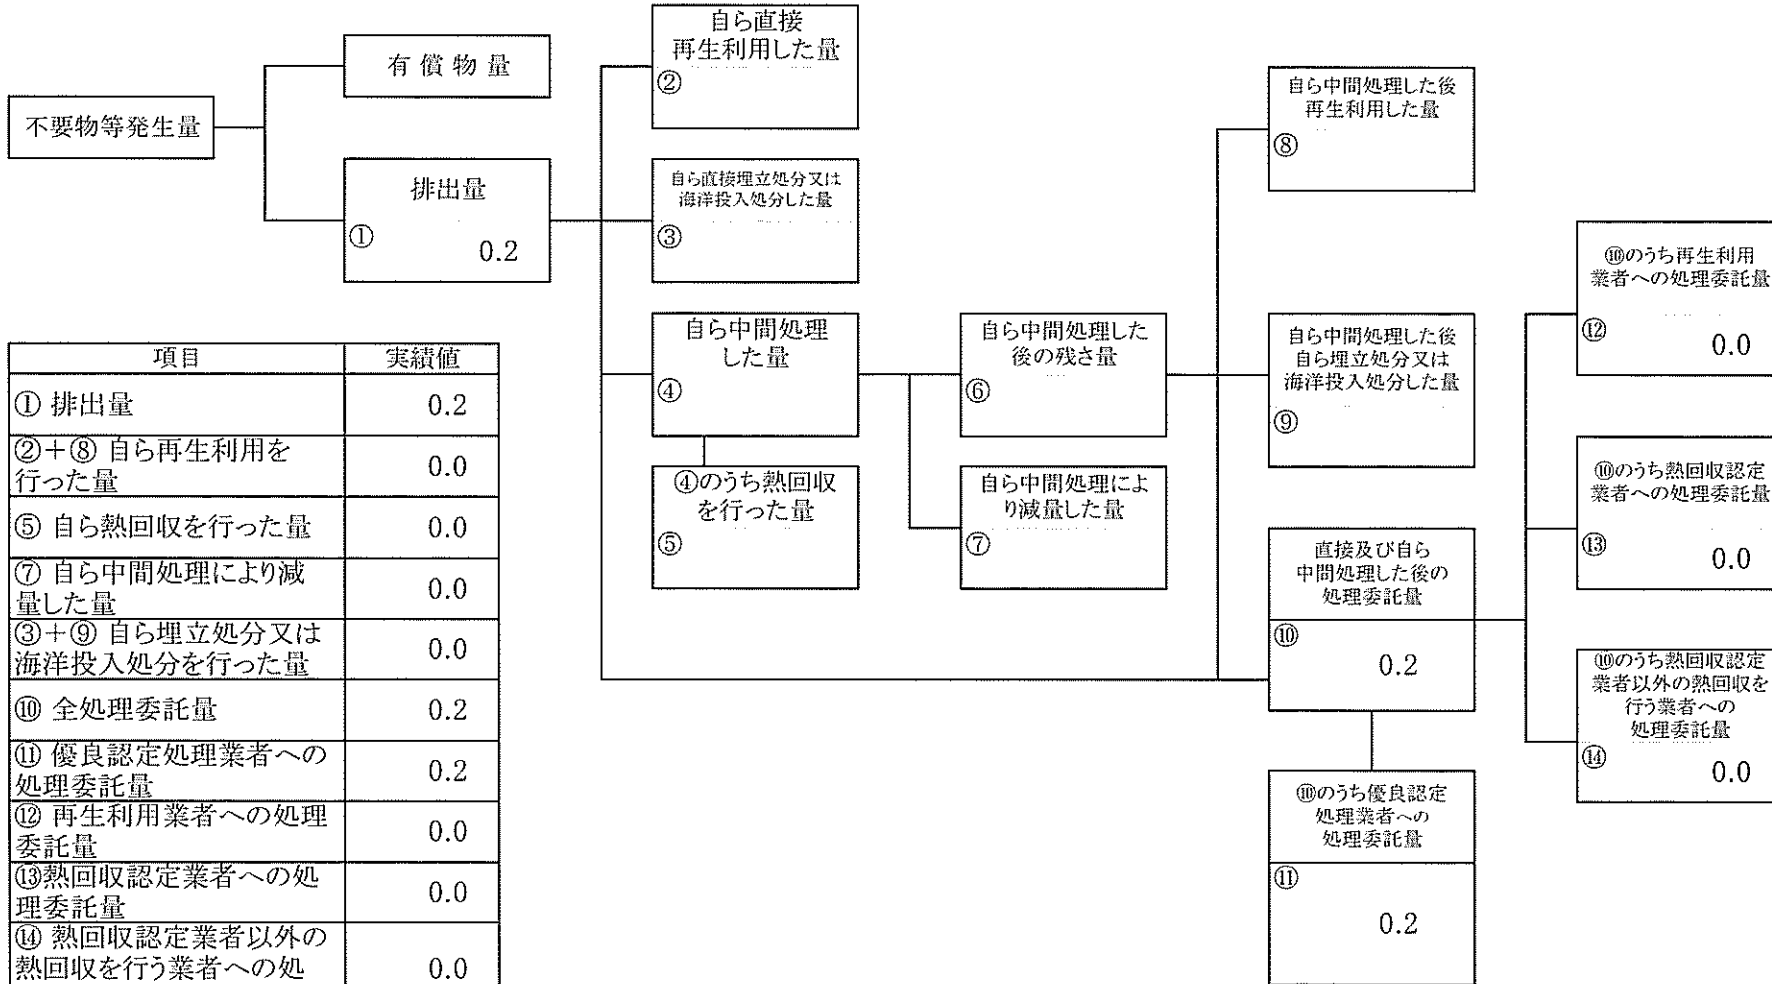 不要物等発生量
有償物量
排出量
①
0.2
自ら直接
再生利用した量
②
自ら直接埋立処分又は
海洋投入処分した量
③
自ら中間処理
した量
④
④のうち熱回収
を行った量
⑤
自ら中間処理した
後の残さ量
⑥
自ら中間処理によ
り減量した量
⑦
自ら中間処理した後
再生利用した量
⑧
自ら中間処理した後
自ら埋立処分又は
海洋投入処分した量
⑨
直接及び自ら
中間処理した後の
処理委託量
⑩
0.2
⑩のうち優良認定
処理業者への
処理委託量
⑪
0.2
⑩のうち再生利用
業者への処理委託量
⑫
0.0
⑩のうち熱回収認定
業者への処理委託量
⑬
0.0
⑩のうち熱回収認定
業者以外の熱回収を
行う業者への
処理委託量
⑭
0.0
項目 実績値
① 排出量 0.2
②+⑧ 自ら再生利用を
行った量 0.0
⑤ 自ら熱回収を行った量 0.0
⑦ 自ら中間処理により減
量した量 0.0
③+⑨ 自ら埋立処分又は
海洋投入処分を行った量 0.0
⑩ 全処理委託量 0.2
⑪ 優良認定処理業者への
処理委託量 0.2
⑫ 再生利用業者への処理
委託量 0.0
⑬熱回収認定業者への処
理委託量 0.0
⑭ 熱回収認定業者以外の
熱回収を行う業者への処 0.0